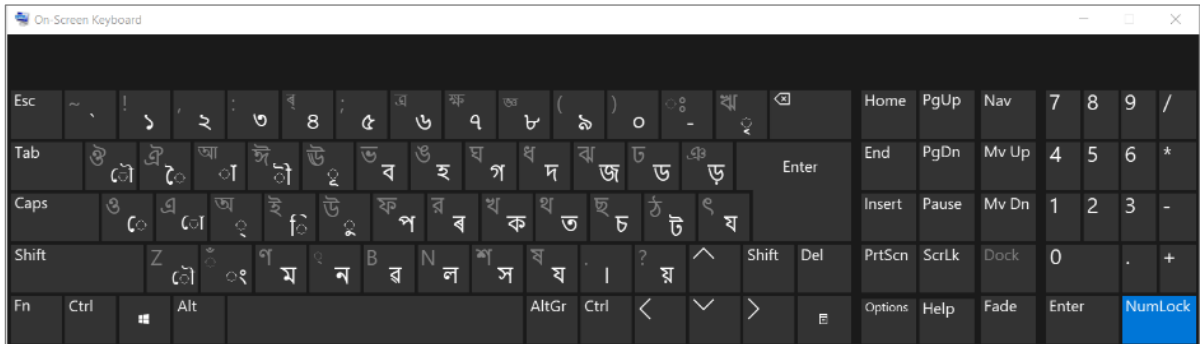 On-Screen Keyboard
Esc ~ ` ! ১ , ২ : ৩ ৰ্ ৪ ; ৫ ত্ৰ ৬ ক্ষ ৭ জ্ঞ ৮ ( ৯ ) ০ ঃ - ঋ ৃ Home PgUp Nav 7 8 9 /
Tab ঔ ৌ ঐ ৈ আ া ঈ ী ঊ ূ ভ ব ঙ হ ঘ গ ধ দ ঝ জ ঢ ড ঞ ড় Enter End PgDn Mv Up 4 5 6 *
Caps ও ে এ ো অ ্ ই ি উ ু ফ প র ৰ খ ক থ ত ছ চ ঠ ট ৎ য Insert Pause Mv Dn 1 2 3 -
Shift Z ৌ ঁ ং ণ ম ন B ৱ N ল শ স ষ য . । ? য় Shift Del PrtScn ScrLk Dock 0 . +
Fn Ctrl Alt AltGr Ctrl Options Help Fade Enter NumLock